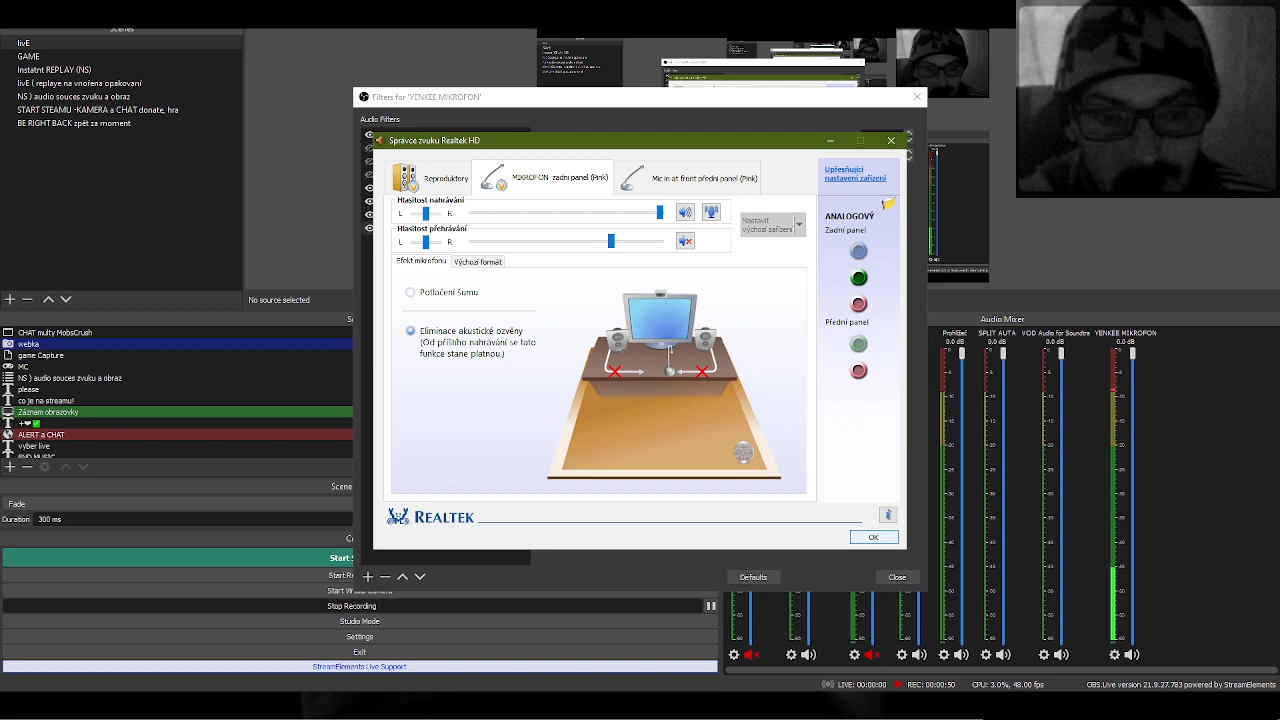 Scenes
livE
GAME
Instatnt REPLAY (NS)
livE ( replaye na vnořena opakovaní
NS ) audio souces zvuku a obraz
START STEAMU -KAMERA a CHAT donate, hra
BE RIGHT BACK zpět za moment
No source selected
CHAT multy MobsCrush
webka
game Capture
MC
NS ) audio souces zvuku a obraz
please
co je na streamu!
Záznam obrazovky
ALERT a CHAT
vyber live
END MUSIC
Scene
Fade
Duration
300 ms
Start S
Start Re
Stop Recording
Studio Mode
Settings
Exit
StreamElements Live Support
Filters for 'YENKEE MIKROFON'
Audio Filters
Správce zvuku Realtek HD
Reproduktory
MIKROFON zadní panel (Pink)
Mic in at front přední panel (Pink)
Upřesňující
nastavení zařízení
Hlasitost nahrávání
L
R
Hlasitost přehrávání
L
R
Nastavit
výchozí zařízení
ANALOGOVÝ
Zadní panel
Přední panel
Efekt mikrofonu
Výchozí formát
Potlačení šumu
Eliminace akustické ozvěny
(Od příštího nahrávání se tato
funkce stane platnou.)
REALTEK
OK
Defaults
Close
Audio Mixer
Prohlížeč
SPLIT AUTA
VOD Audio for Soundtra
YENKEE MIKROFON
0.0 dB
0.0 dB
0.0 dB
0.0 dB
LIVE: 00:00:00
REC: 00:00:50
CPU: 3.0%, 48.00 fps
OBS.Live version 21.9.27.783 powered by StreamElements